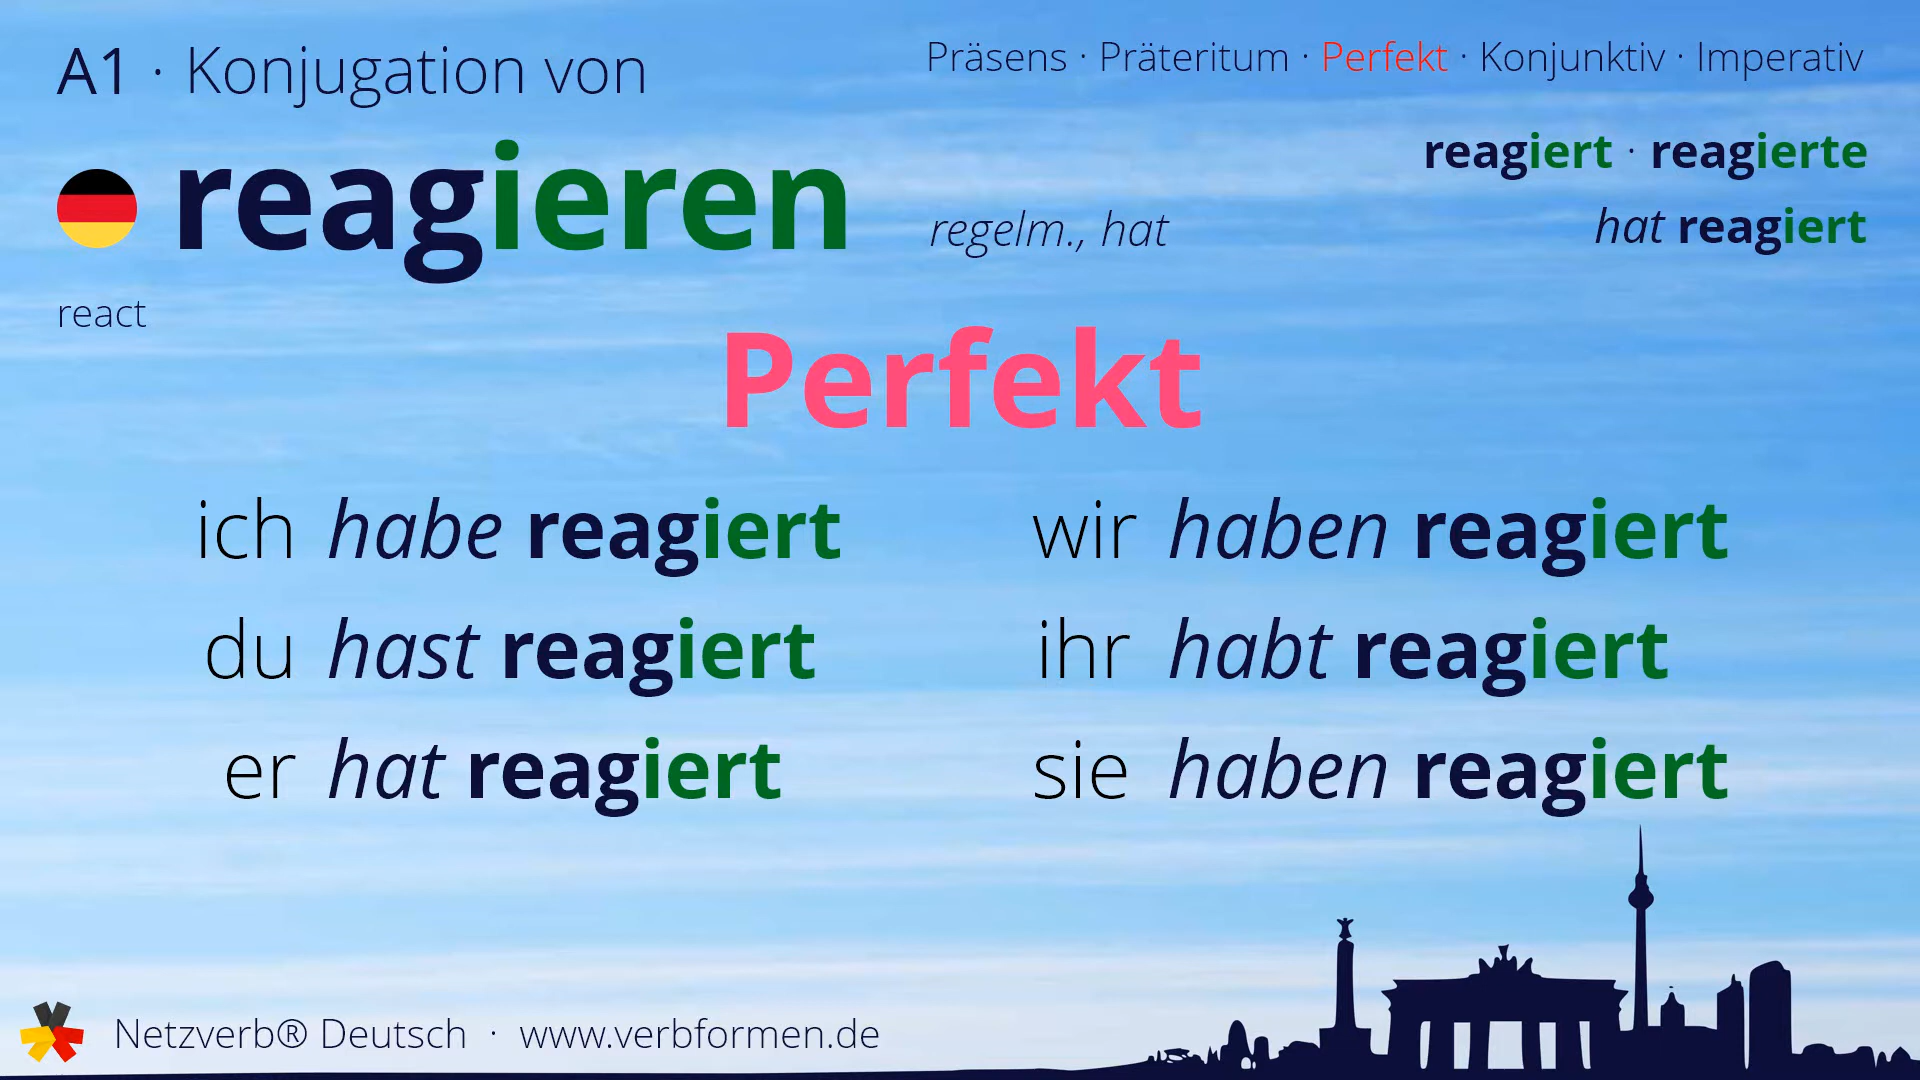 A1 · Konjugation von
Präsens · Präteritum · Perfekt · Konjunktiv · Imperativ
reagieren
regelm., hat
reagiert · reagierte
hat reagiert
react
Perfekt
ich habe reagiert
du hast reagiert
er hat reagiert
wir haben reagiert
ihr habt reagiert
sie haben reagiert
Netzverb® Deutsch · www.verbformen.de